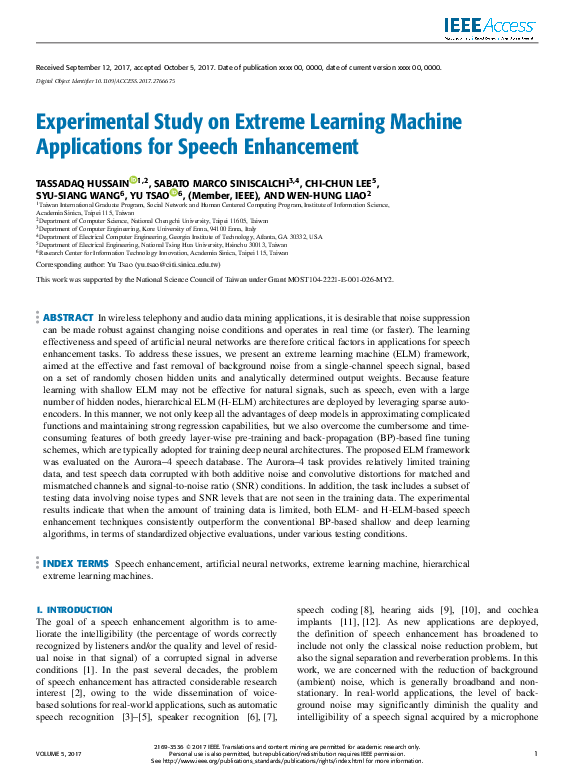 IEEE Access
Received September 12, 2017, accepted October 5, 2017. Date of publication xxxx 00, 0000, date of current version xxxx 00, 0000.
Digital Object Identifier 10.1109/ACCESS.2017.2766675
Experimental Study on Extreme Learning Machine
Applications for Speech Enhancement
TASSADAQ HUSSAIN 1,2, SABATO MARCO SINISCALCHI3,4, CHI-CHUN LEE5,
SYU-SIANG WANG6, YU TSAO 6, (Member, IEEE), AND WEN-HUNG LIAO2
1Taiwan International Graduate Program, Social Network and Human Centered Computing Program, Institute of Information Science,
Academia Sinica, Taipei 115, Taiwan
2Department of Computer Science, National Chengchi University, Taipei 11605, Taiwan
3Department of Computer Engineering, Kore University of Enna, 94100 Enna, Italy
4Department of Electrical Computer Engineering, Georgia Institute of Technology, Atlanta, GA 30332, USA
5Department of Electrical Engineering, National Tsing Hua University, Hsinchu 30013, Taiwan
6Research Center for Information Technology Innovation, Academia Sinica, Taipei 115, Taiwan
Corresponding author: Yu Tsao (yu.tsao@citi.sinica.edu.tw)
This work was supported by the National Science Council of Taiwan under Grant MOST104-2221-E-001-026-MY2.
ABSTRACT In wireless telephony and audio data mining applications, it is desirable that noise suppression
can be made robust against changing noise conditions and operates in real time (or faster). The learning
effectiveness and speed of artificial neural networks are therefore critical factors in applications for speech
enhancement tasks. To address these issues, we present an extreme learning machine (ELM) framework,
aimed at the effective and fast removal of background noise from a single-channel speech signal, based
on a set of randomly chosen hidden units and analytically determined output weights. Because feature
learning with shallow ELM may not be effective for natural signals, such as speech, even with a large
number of hidden nodes, hierarchical ELM (H-ELM) architectures are deployed by leveraging sparse auto-
encoders. In this manner, we not only keep all the advantages of deep models in approximating complicated
functions and maintaining strong regression capabilities, but we also overcome the cumbersome and time-
consuming features of both greedy layer-wise pre-training and back-propagation (BP)-based fine tuning
schemes, which are typically adopted for training deep neural architectures. The proposed ELM framework
was evaluated on the Aurora–4 speech database. The Aurora–4 task provides relatively limited training
data, and test speech data corrupted with both additive noise and convolutive distortions for matched and
mismatched channels and signal-to-noise ratio (SNR) conditions. In addition, the task includes a subset of
testing data involving noise types and SNR levels that are not seen in the training data. The experimental
results indicate that when the amount of training data is limited, both ELM- and H-ELM-based speech
enhancement techniques consistently outperform the conventional BP-based shallow and deep learning
algorithms, in terms of standardized objective evaluations, under various testing conditions.
INDEX TERMS Speech enhancement, artificial neural networks, extreme learning machine, hierarchical
extreme learning machines.
I. INTRODUCTION
The goal of a speech enhancement algorithm is to ame-
liorate the intelligibility (the percentage of words correctly
recognized by listeners and/or the quality and level of resid-
ual noise in that signal) of a corrupted signal in adverse
conditions [1]. In the past several decades, the problem
of speech enhancement has attracted considerable research
interest [2], owing to the wide dissemination of voice-
based solutions for real-world applications, such as automatic
speech recognition [3]–[5], speaker recognition [6], [7],
speech coding [8], hearing aids [9], [10], and cochlea
implants [11], [12]. As new applications are deployed,
the definition of speech enhancement has broadened to
include not only the classical noise reduction problem, but
also the signal separation and reverberation problems. In this
work, we are concerned with the reduction of background
(ambient) noise, which is generally broadband and non-
stationary. In real-world applications, the level of back-
ground noise may significantly diminish the quality and
intelligibility of a speech signal acquired by a microphone
VOLUME 5, 2017
2169-3536 © 2017 IEEE. Translations and content mining are permitted for academic research only.
Personal use is also permitted, but republication/redistribution requires IEEE permission.
See http://www.ieee.org/publications_standards/publications/rights/index.html for more information.
1